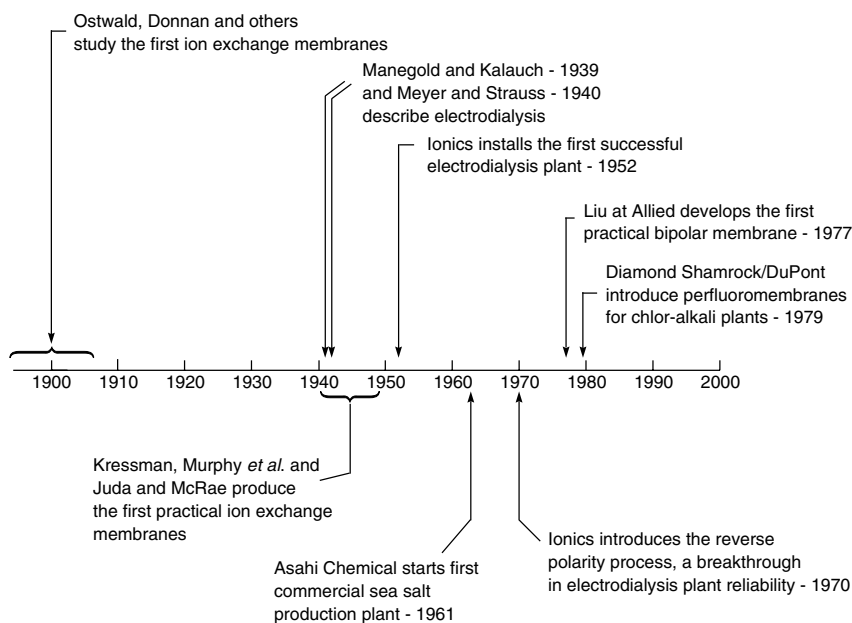 Ostwald, Donnan and others
study the first ion exchange membranes
Manegold and Kalauch - 1939
and Meyer and Strauss - 1940
describe electrodialysis
Ionics installs the first successful
electrodialysis plant - 1952
Liu at Allied develops the first
practical bipolar membrane - 1977
Diamond Shamrock/DuPont
introduce perfluoromembranes
for chlor-alkali plants - 1979
1900 1910 1920 1930 1940 1950 1960 1970 1980 1990 2000
Kressman, Murphy et al. and
Juda and McRae produce
the first practical ion exchange
membranes
Asahi Chemical starts first
commercial sea salt
production plant - 1961
Ionics introduces the reverse
polarity process, a breakthrough
in electrodialysis plant reliability - 1970